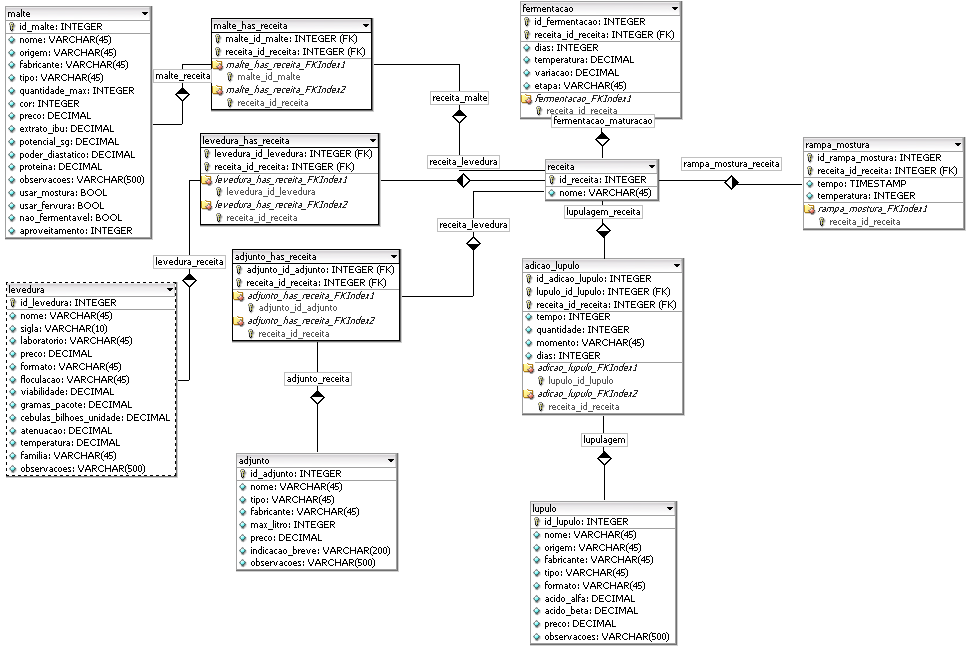 malte
id_malte: INTEGER
nome: VARCHAR(45)
origem: VARCHAR(45)
fabricante: VARCHAR(45)
tipo: VARCHAR(45)
quantidade_max: INTEGER
cor: INTEGER
preco: DECIMAL
extrato_ibu: DECIMAL
potencial_sg: DECIMAL
poder_diastatico: DECIMAL
proteina: DECIMAL
observacoes: VARCHAR(500)
usar_mostura: BOOL
usar_fervura: BOOL
nao_fermentavel: BOOL
aproveitamento: INTEGER
malte_receita
malte_has_receita
malte_id_malte: INTEGER (FK)
receita_id_receita: INTEGER (FK)
malte_has_receita_FKIndex1
malte_id_malte
malte_has_receita_FKIndex2
receita_id_receita
receita_malte
fermentacao
id_fermentacao: INTEGER
receita_id_receita: INTEGER (FK)
dias: INTEGER
temperatura: DECIMAL
variacao: DECIMAL
etapa: VARCHAR(45)
fermentacao_FKIndex1
receita_id_receita
fermentacao_maturacao
levedura_has_receita
levedura_id_levedura: INTEGER (FK)
receita_id_receita: INTEGER (FK)
levedura_has_receita_FKIndex1
levedura_id_levedura
levedura_has_receita_FKIndex2
receita_id_receita
receita_levedura
receita
id_receita: INTEGER
nome: VARCHAR(45)
rampa_mostura_receita
rampa_mostura
id_rampa_mostura: INTEGER
receita_id_receita: INTEGER (FK)
tempo: TIMESTAMP
temperatura: INTEGER
rampa_mostura_FKIndex1
receita_id_receita
lupulagem_receita
receita_levedura
levedura_receita
adjunto_has_receita
adjunto_id_adjunto: INTEGER (FK)
receita_id_receita: INTEGER (FK)
adjunto_has_receita_FKIndex1
adjunto_id_adjunto
adjunto_has_receita_FKIndex2
receita_id_receita
adicao_lupulo
id_adicao_lupulo: INTEGER
lupulo_id_lupulo: INTEGER (FK)
receita_id_receita: INTEGER (FK)
tempo: INTEGER
quantidade: INTEGER
momento: VARCHAR(45)
dias: INTEGER
adicao_lupulo_FKIndex1
lupulo_id_lupulo
adicao_lupulo_FKIndex2
receita_id_receita
levedura
id_levedura: INTEGER
nome: VARCHAR(45)
sigla: VARCHAR(10)
laboratorio: VARCHAR(45)
preco: DECIMAL
formato: VARCHAR(45)
floculacao: VARCHAR(45)
viabilidade: DECIMAL
gramas_pacote: DECIMAL
cebulas_bilhoes_unidade: DECIMAL
atenuacao: DECIMAL
temperatura: DECIMAL
familia: VARCHAR(45)
observacoes: VARCHAR(500)
adjunto_receita
adjunto
id_adjunto: INTEGER
nome: VARCHAR(45)
tipo: VARCHAR(45)
fabricante: VARCHAR(45)
max_litro: INTEGER
preco: DECIMAL
indicacao_breve: VARCHAR(200)
observacoes: VARCHAR(500)
lupulagem
lupulo
id_lupulo: INTEGER
nome: VARCHAR(45)
origem: VARCHAR(45)
fabricante: VARCHAR(45)
tipo: VARCHAR(45)
formato: VARCHAR(45)
acido_alfa: DECIMAL
acido_beta: DECIMAL
preco: DECIMAL
observacoes: VARCHAR(500)